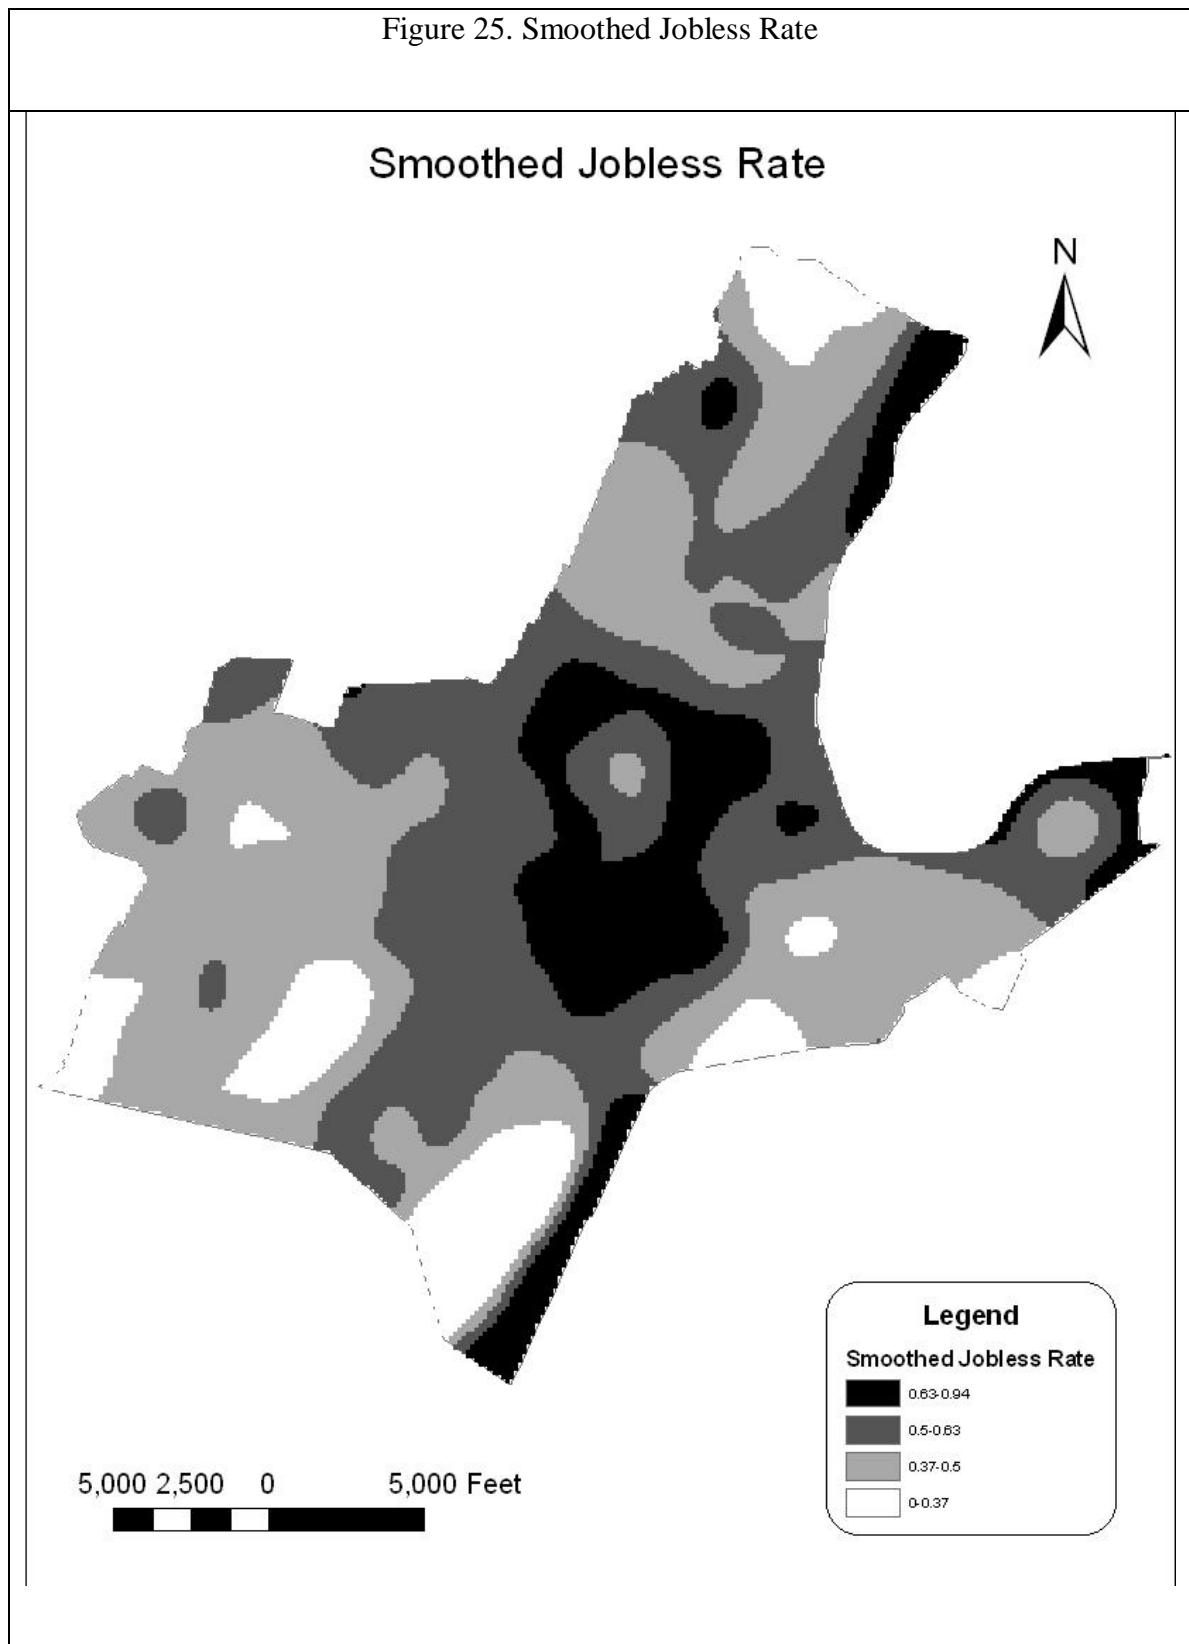 Figure 25. Smoothed Jobless Rate
Smoothed Jobless Rate
N
Legend
Smoothed Jobless Rate
0.63-0.94
0.5-0.63
0.37-0.5
0-0.37
5,000 2,500 0 5,000 Feet